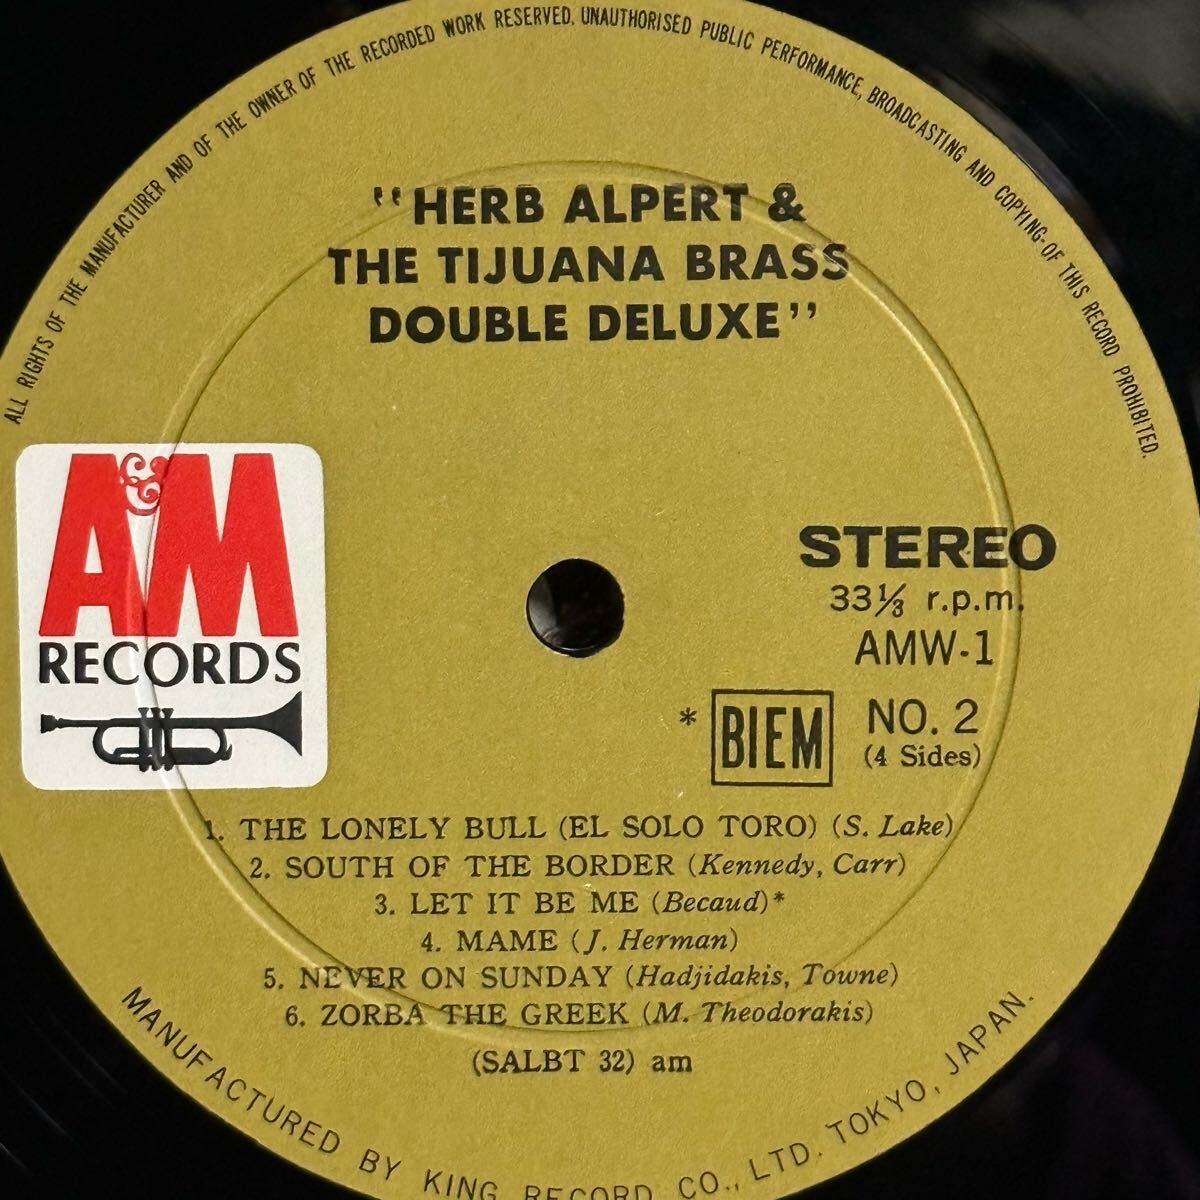 ALL RIGHTS OF THE MANUFACTURER AND OF THE OWNER OF THE RECORDED WORK RESERVED. UNAUTHORISED PUBLIC PERFORMANCE, BROADCASTING AND COPYING OF THIS RECORD PROHIBITED.
"HERB ALPERT &
THE TIJUANA BRASS
DOUBLE DELUXE"
A&M
RECORDS
STEREO
33⅓ r.p.m.
AMW-1
* BIEM NO. 2
(4 Sides)
1. THE LONELY BULL (EL SOLO TORO) (S. Lake)
2. SOUTH OF THE BORDER (Kennedy, Carr)
3. LET IT BE ME (Becaud)*
4. MAME (J. Herman)
5. NEVER ON SUNDAY (Hadjidakis, Towne)
6. ZORBA THE GREEK (M. Theodorakis)
(SALBT 32) am
MANUFACTURED BY KING RECORD CO., LTD. TOKYO, JAPAN.